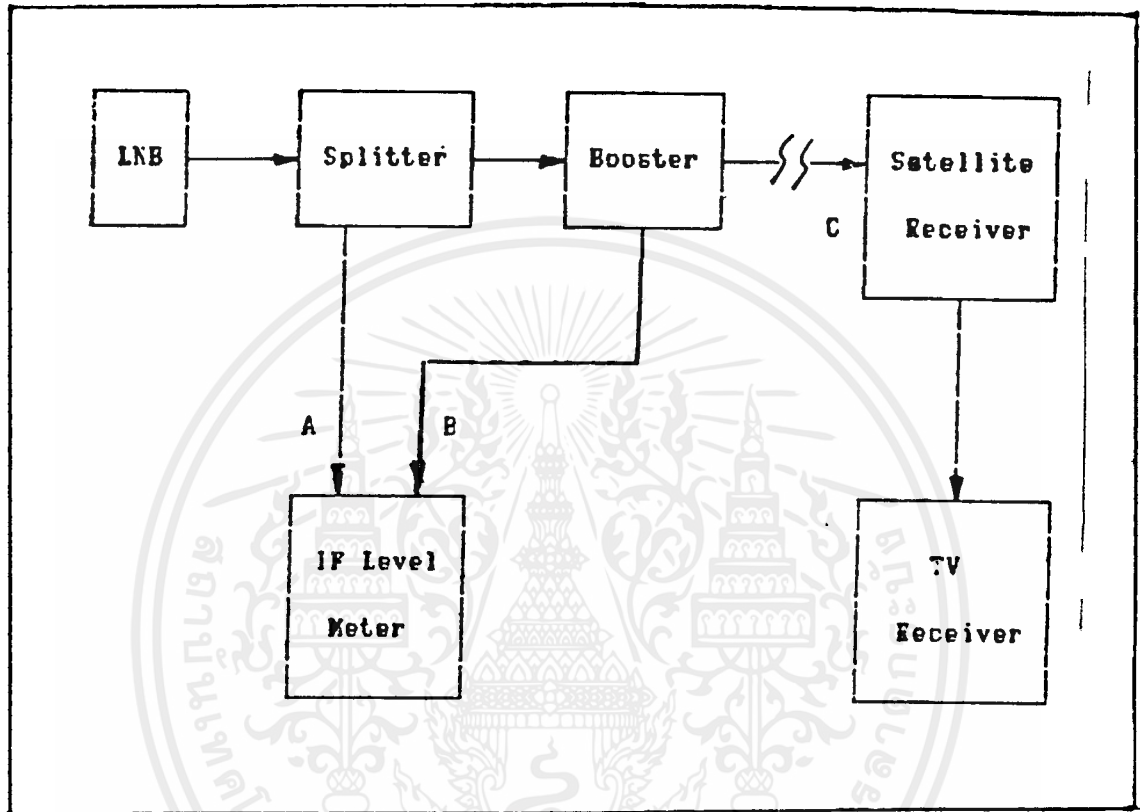 LNB
Splitter
Booster
Satellite
Receiver
C
A
B
IF Level
Meter
TV
Receiver